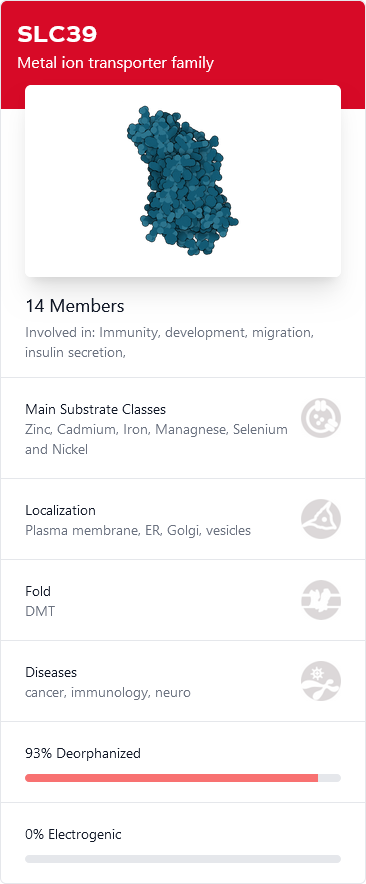 SLC39
Metal ion transporter family
14 Members
Involved in: Immunity, development, migration,
insulin secretion,
Main Substrate Classes
Zinc, Cadmium, Iron, Managnese, Selenium
and Nickel
Localization
Plasma membrane, ER, Golgi, vesicles
Fold
DMT
Diseases
cancer, immunology, neuro
93% Deorphanized
0% Electrogenic